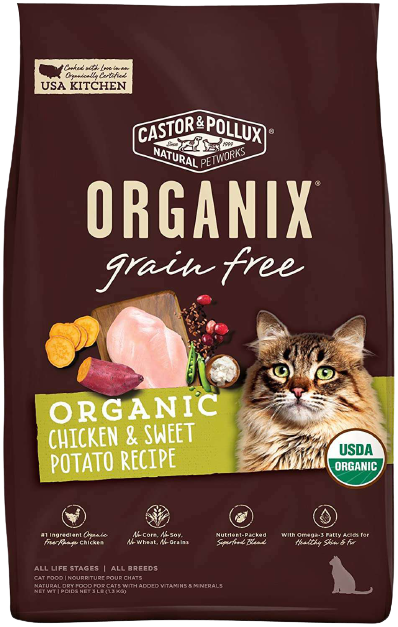 Cooked with Love in an
Organically Certified
USA KITCHEN
CASTOR & POLLUX®
Since 1999
NATURAL PETWORKS
ORGANIX®
grain free
ORGANIC
CHICKEN & SWEET
POTATO RECIPE
USDA
ORGANIC
#1 Ingredient Organic
Free-Range Chicken
No Corn, No Soy,
No Wheat, No Grains
Nutrient-Packed
Superfood Blend
With Omega-3 Fatty Acids for
Healthy Skin & Fur
ALL LIFE STAGES | ALL BREEDS
CAT FOOD | NOURRITURE POUR CHATS
NATURAL DRY FOOD FOR CATS WITH ADDED VITAMINS & MINERALS
NET WT | POIDS NET 3 LB (1.3 KG)